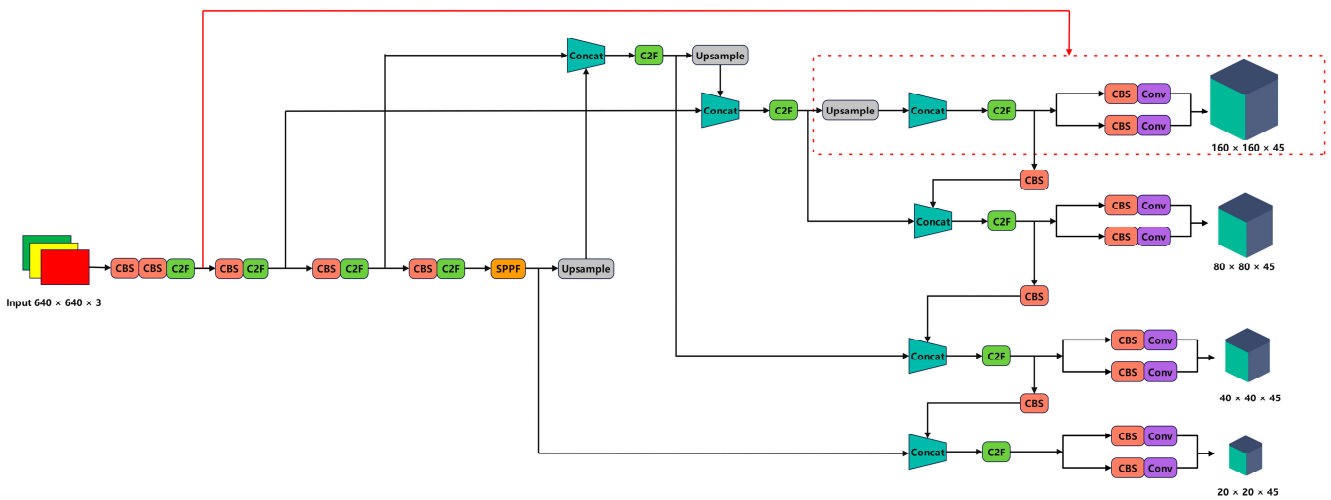 Concat
C2F
Upsample
Concat
C2F
Upsample
Concat
C2F
CBS
Conv
CBS
Conv
160 × 160 × 45
CBS
Concat
C2F
CBS
Conv
CBS
Conv
80 × 80 × 45
Input 640 × 640 × 3
CBS
CBS
C2F
CBS
C2F
CBS
C2F
CBS
C2F
SPPF
Upsample
CBS
Concat
C2F
CBS
Conv
CBS
Conv
40 × 40 × 45
CBS
Concat
C2F
CBS
Conv
CBS
Conv
20 × 20 × 45